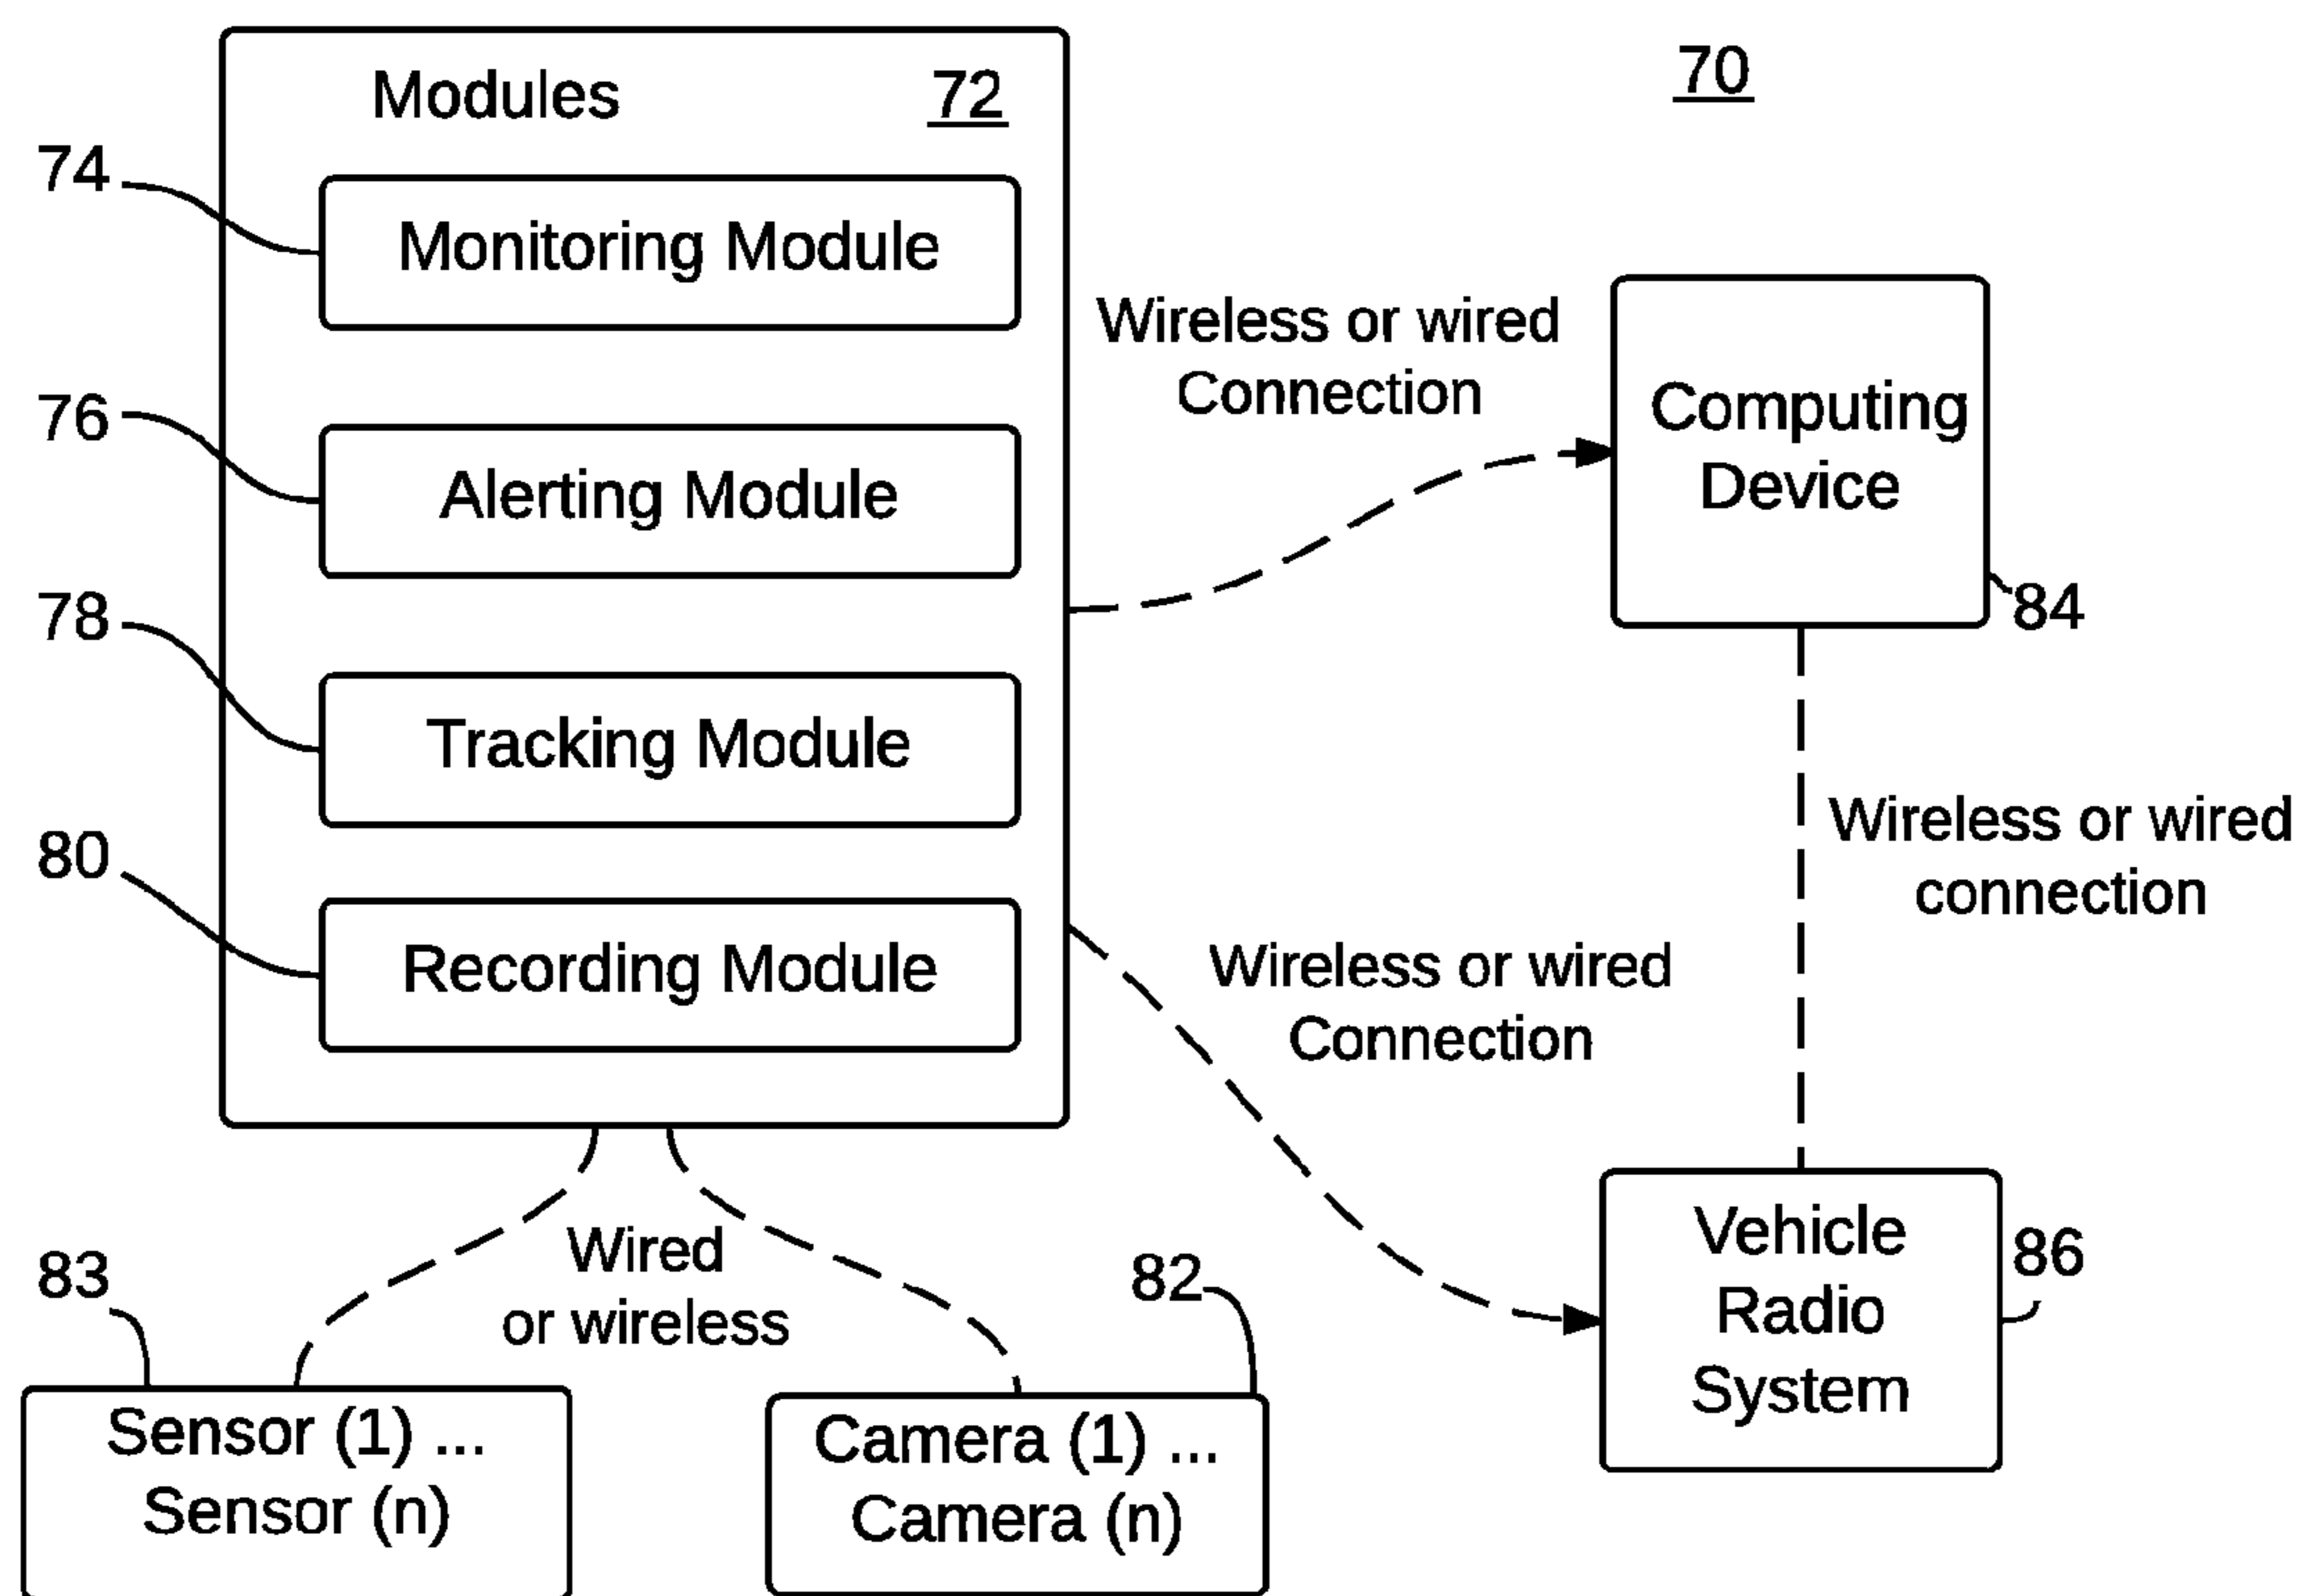 70
Modules 72
74
Monitoring Module
76
Alerting Module
78
Tracking Module
80
Recording Module
Wireless or wired
Connection
Computing
Device
84
Wireless or wired
connection
Wireless or wired
Connection
Vehicle
Radio
System
86
Wired
or wireless
83
Sensor (1) ...
Sensor (n)
82
Camera (1) ...
Camera (n)